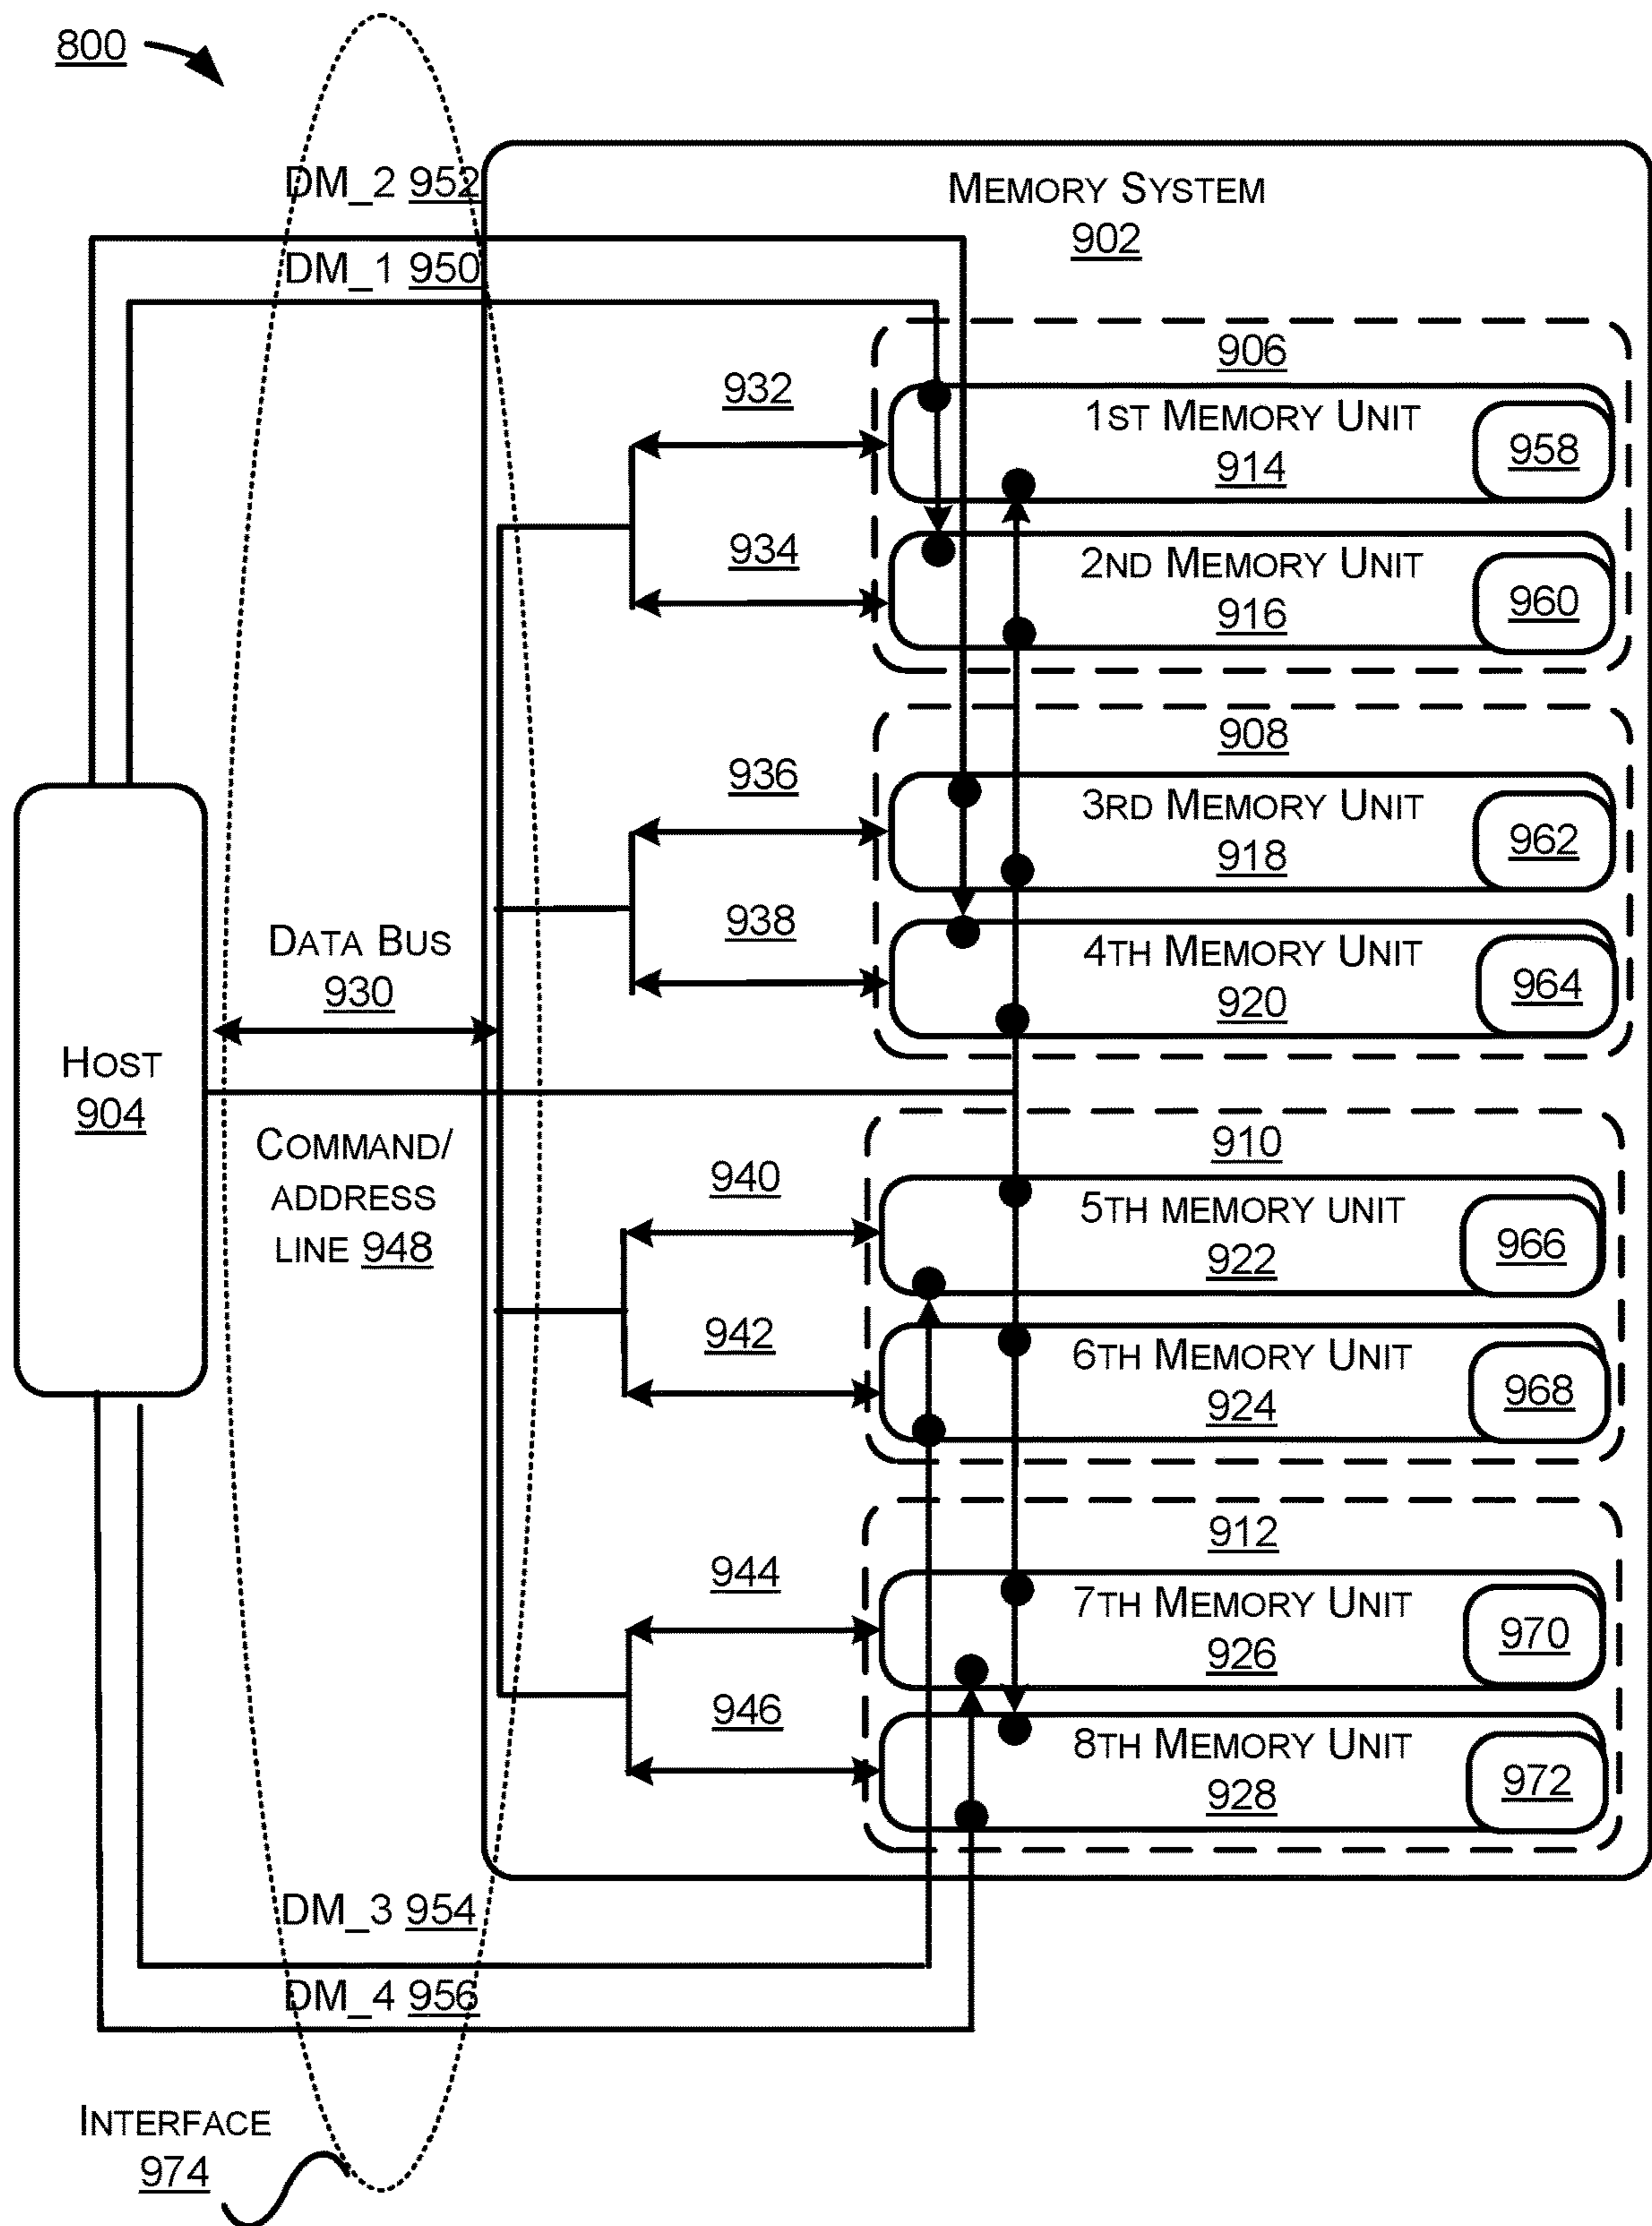 800
DM_2 952
MEMORY SYSTEM
902
DM_1 950
906
932
1ST MEMORY UNIT
914
958
934
2ND MEMORY UNIT
916
960
908
936
3RD MEMORY UNIT
918
962
938
4TH MEMORY UNIT
920
964
DATA BUS
930
HOST
904
COMMAND/
ADDRESS
LINE 948
910
940
5TH MEMORY UNIT
922
966
942
6TH MEMORY UNIT
924
968
912
944
7TH MEMORY UNIT
926
970
946
8TH MEMORY UNIT
928
972
DM_3 954
DM_4 956
INTERFACE
974